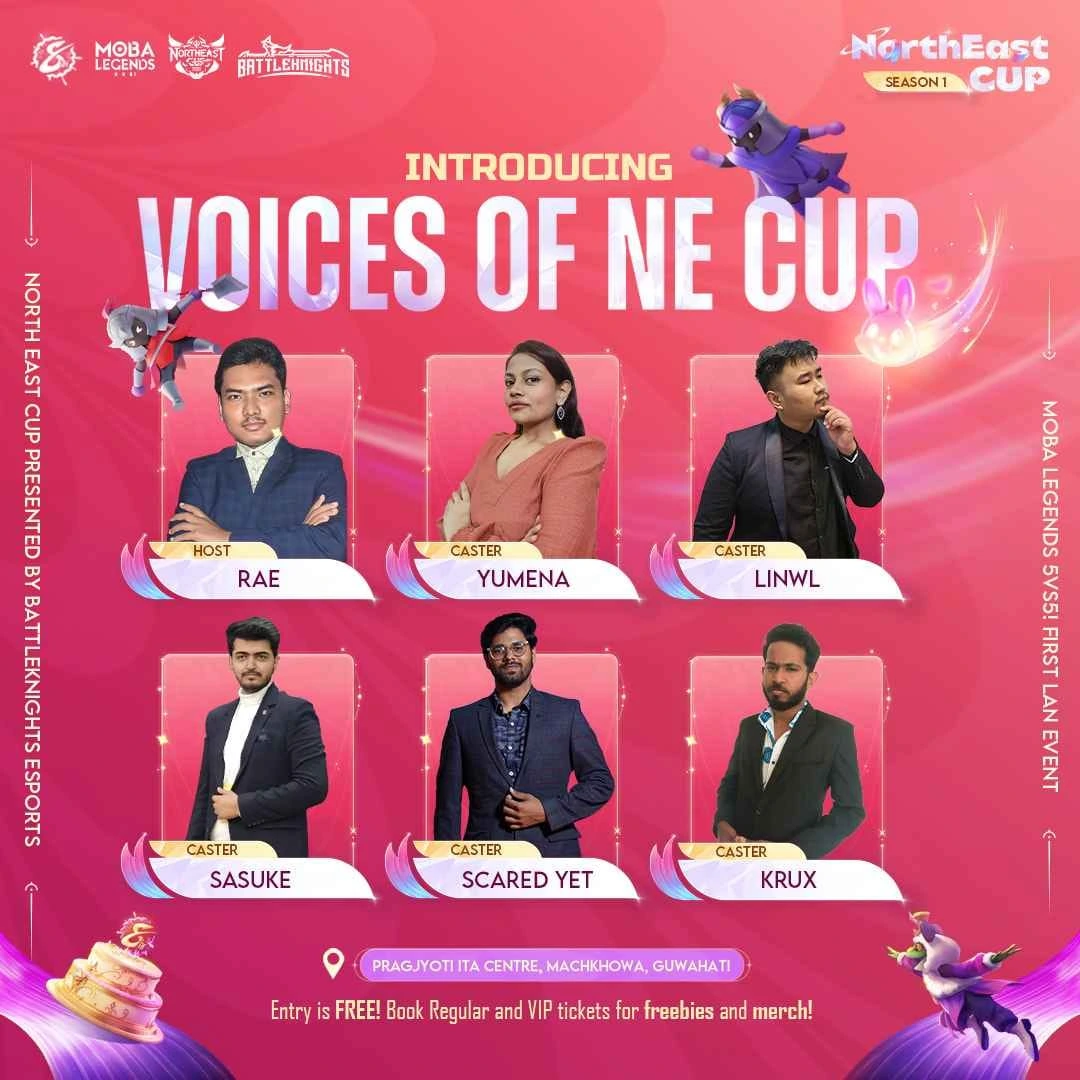 MOBA
LEGENDS
5V5!
NORTHEAST
CUP
BATTLEKNIGHTS
NorthEast
SEASON 1
CUP
INTRODUCING
VOICES OF NE CUP
NORTH EAST CUP PRESENTED BY BATTLEKNIGHTS ESPORTS
MOBA LEGENDS 5VS5! FIRST LAN EVENT
HOST
RAE
CASTER
YUMENA
CASTER
LINWL
CASTER
SASUKE
CASTER
SCARED YET
CASTER
KRUX
PRAGJYOTI ITA CENTRE, MACHKHOWA, GUWAHATI
Entry is FREE! Book Regular and VIP tickets for freebies and merch!